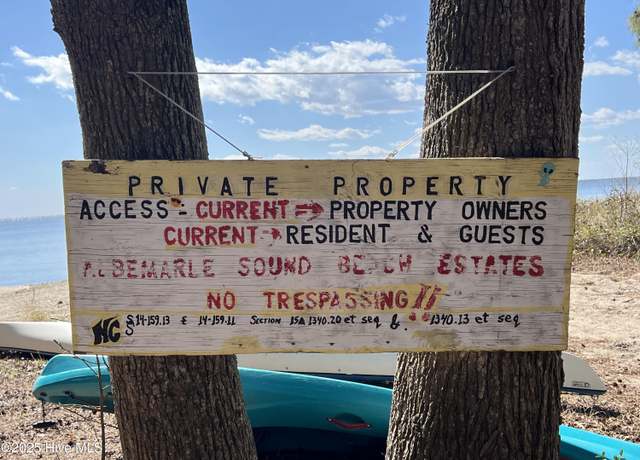 PRIVATE PROPERTY
ACCESS - CURRENT ⇒ PROPERTY OWNERS
CURRENT → RESIDENT & GUESTS
ALBEMARLE SOUND BEACH ESTATES
NO TRESPASSING!!
NC §§ 14-159.13 & 14-159.11 SECTION 15A 1340.20 et seq & 1340.13 et seq
©2025 Hive MLS